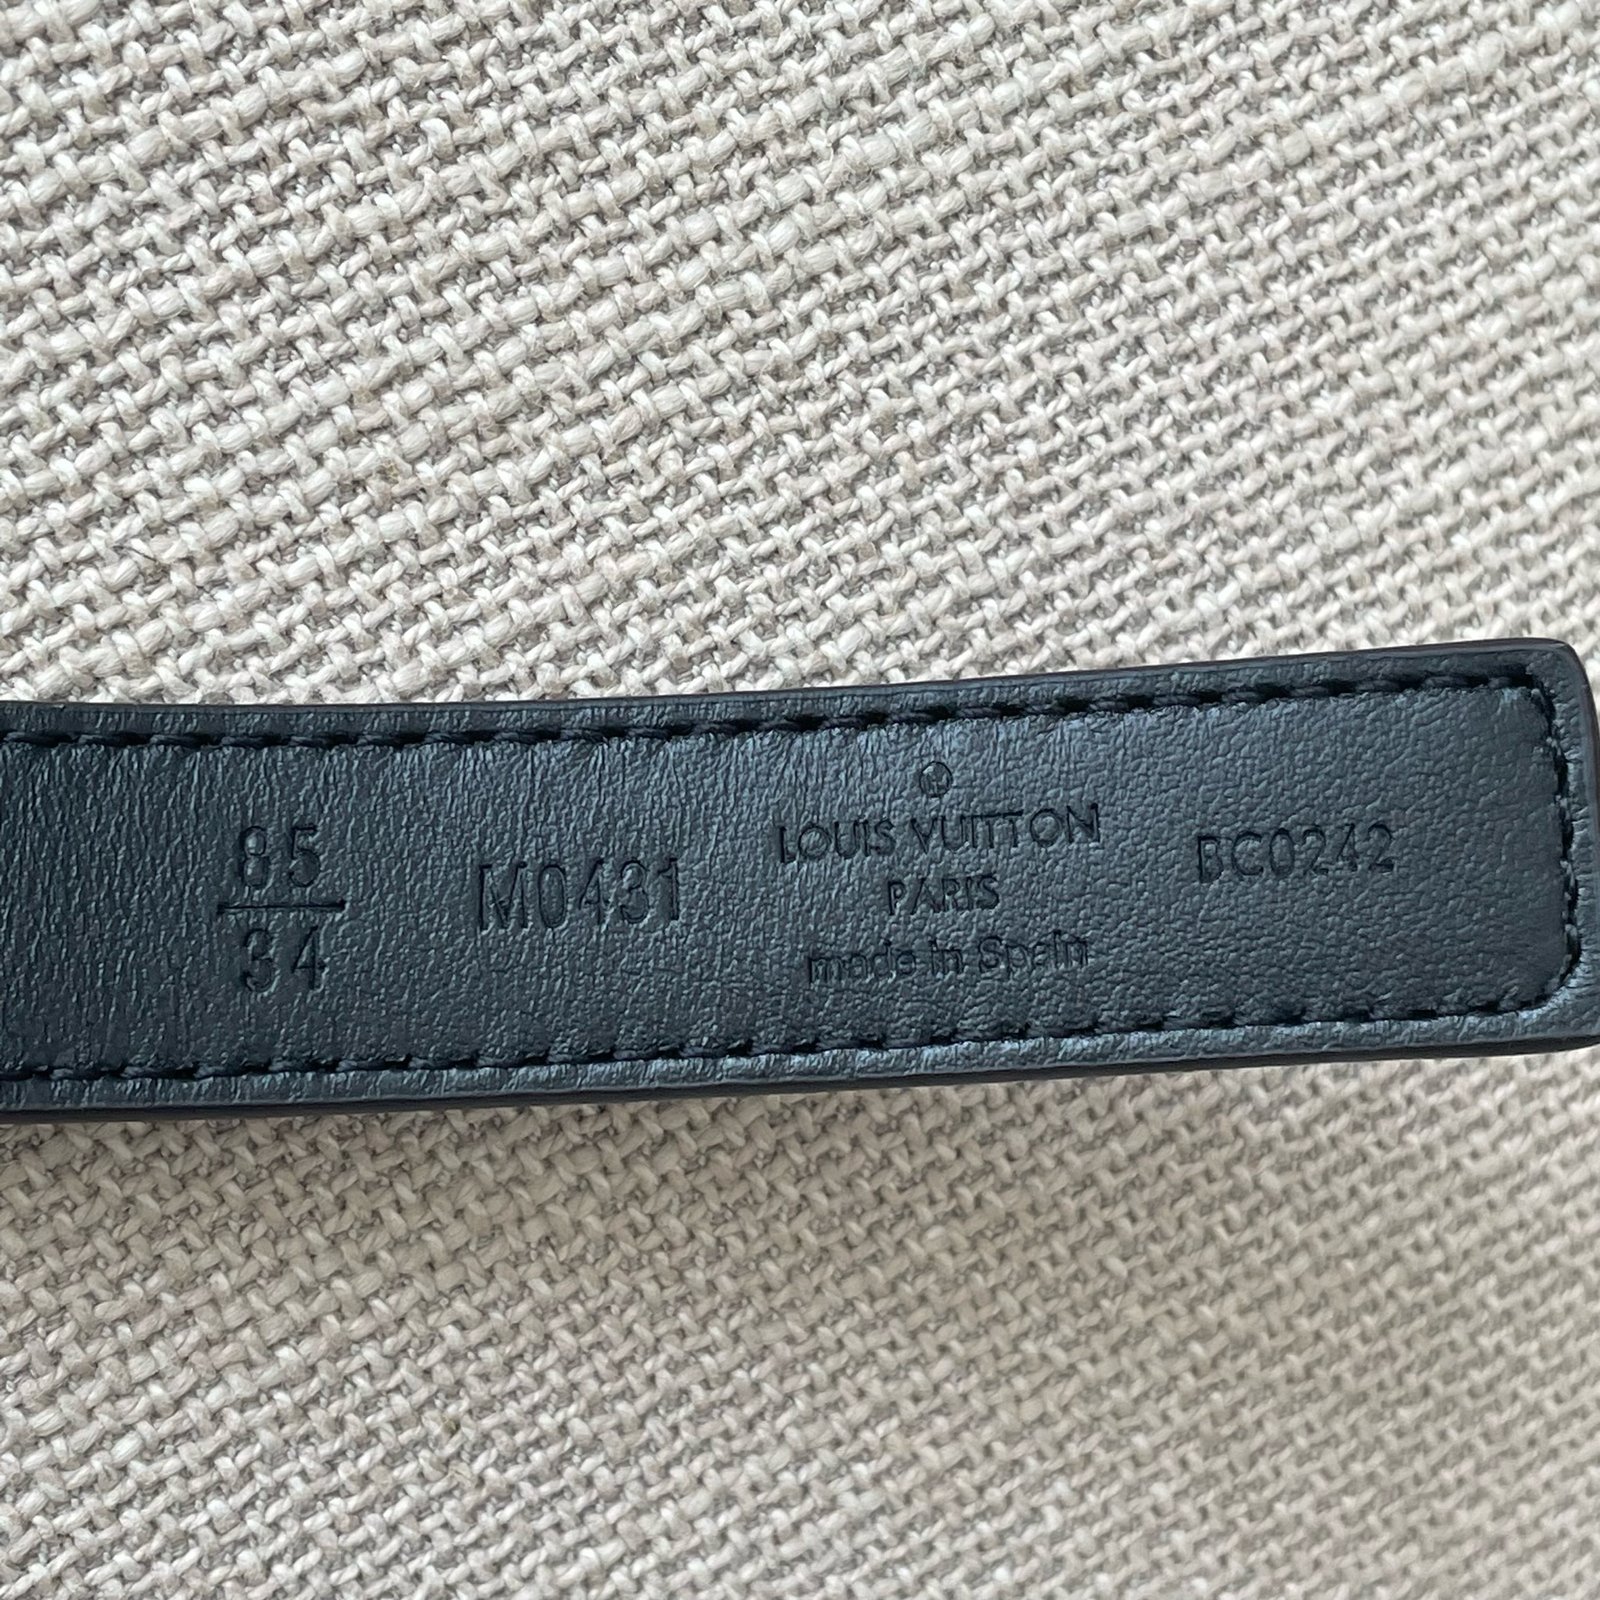 85
34
M0431
LOUIS VUITTON
PARIS
made in Spain
BC0242